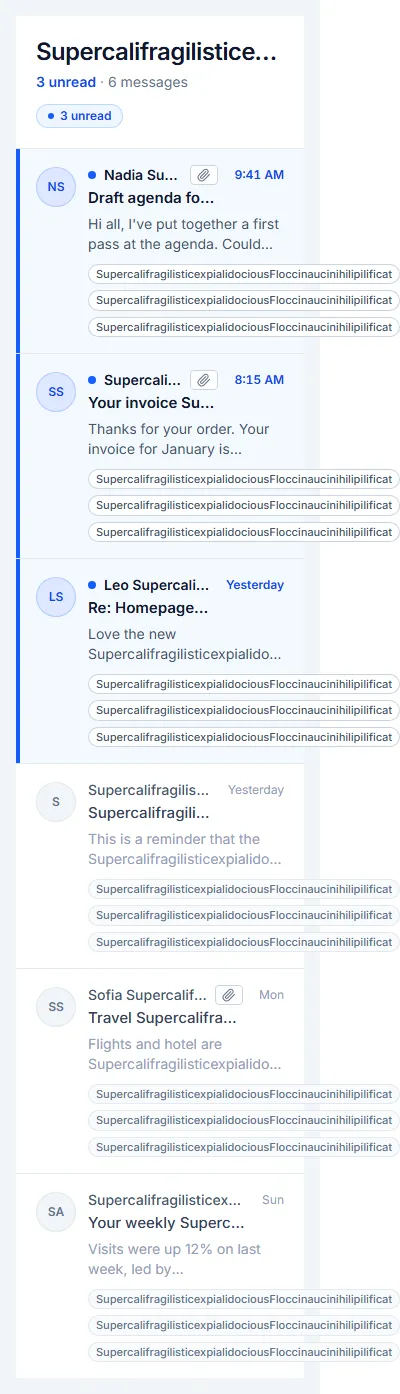 Supercalifragilistice…
3 unread · 6 messages
3 unread
NS
Nadia Su…
9:41 AM
Draft agenda fo…
Hi all, I've put together a first
pass at the agenda. Could…
SupercalifragilisticexpialidociousFloccinaucinihilipilificat
SupercalifragilisticexpialidociousFloccinaucinihilipilificat
SupercalifragilisticexpialidociousFloccinaucinihilipilificat
SS
Supercali…
8:15 AM
Your invoice Su…
Thanks for your order. Your
invoice for January is…
SupercalifragilisticexpialidociousFloccinaucinihilipilificat
SupercalifragilisticexpialidociousFloccinaucinihilipilificat
SupercalifragilisticexpialidociousFloccinaucinihilipilificat
LS
Leo Supercali…
Yesterday
Re: Homepage…
Love the new
Supercalifragilisticexpialido…
SupercalifragilisticexpialidociousFloccinaucinihilipilificat
SupercalifragilisticexpialidociousFloccinaucinihilipilificat
SupercalifragilisticexpialidociousFloccinaucinihilipilificat
S
Supercalifragilis…
Yesterday
Supercalifragili…
This is a reminder that the
Supercalifragilisticexpialido…
SupercalifragilisticexpialidociousFloccinaucinihilipilificat
SupercalifragilisticexpialidociousFloccinaucinihilipilificat
SupercalifragilisticexpialidociousFloccinaucinihilipilificat
SS
Sofia Supercalif…
Mon
Travel Supercalifra…
Flights and hotel are
Supercalifragilisticexpialido…
SupercalifragilisticexpialidociousFloccinaucinihilipilificat
SupercalifragilisticexpialidociousFloccinaucinihilipilificat
SupercalifragilisticexpialidociousFloccinaucinihilipilificat
SA
Supercalifragilisticex…
Sun
Your weekly Superc…
Visits were up 12% on last
week, led by…
SupercalifragilisticexpialidociousFloccinaucinihilipilificat
SupercalifragilisticexpialidociousFloccinaucinihilipilificat
SupercalifragilisticexpialidociousFloccinaucinihilipilificat